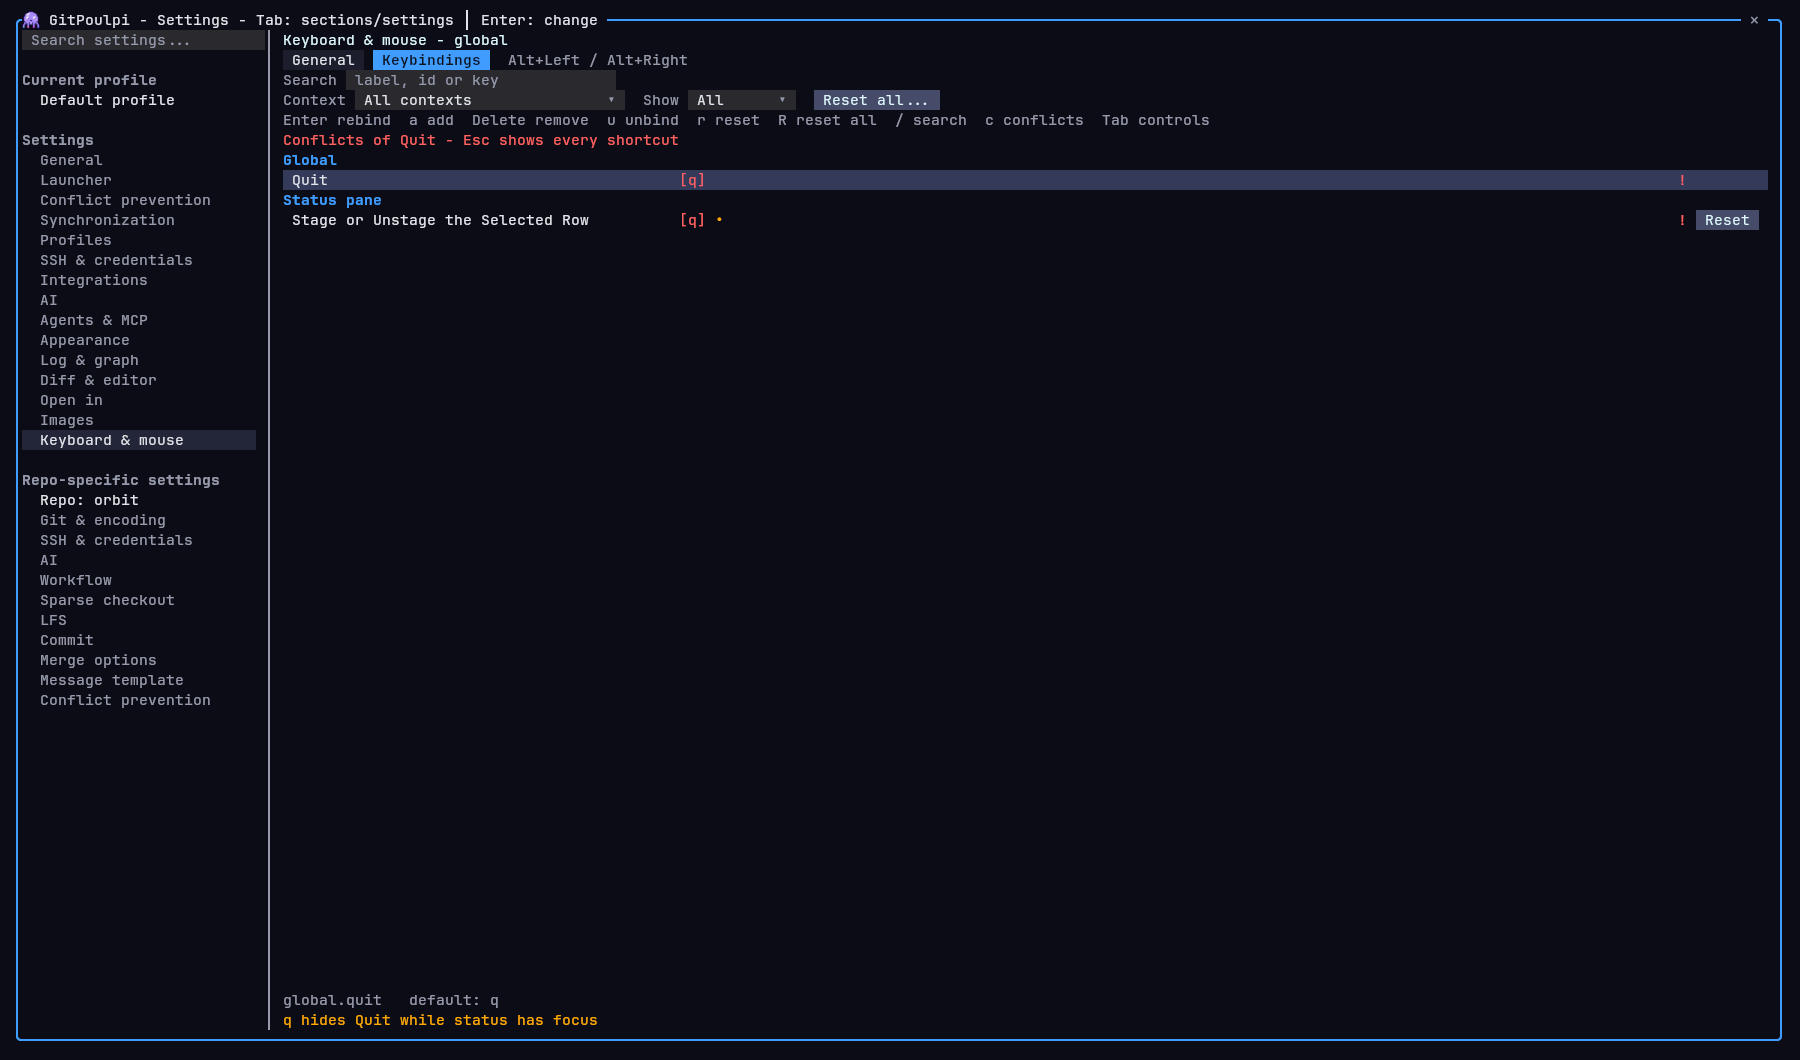 GitPoulpi - Settings - Tab: sections/settings | Enter: change ×
Search settings...
Current profile
Default profile
Settings
General
Launcher
Conflict prevention
Synchronization
Profiles
SSH & credentials
Integrations
AI
Agents & MCP
Appearance
Log & graph
Diff & editor
Open in
Images
Keyboard & mouse
Repo-specific settings
Repo: orbit
Git & encoding
SSH & credentials
AI
Workflow
Sparse checkout
LFS
Commit
Merge options
Message template
Conflict prevention
Keyboard & mouse - global
General Keybindings Alt+Left / Alt+Right
Search label, id or key
Context All contexts ▾ Show All ▾ Reset all...
Enter rebind a add Delete remove u unbind r reset R reset all / search c conflicts Tab controls
Conflicts of Quit - Esc shows every shortcut
Global
Quit [q] !
Status pane
Stage or Unstage the Selected Row [q] • ! Reset
global.quit default: q
q hides Quit while status has focus